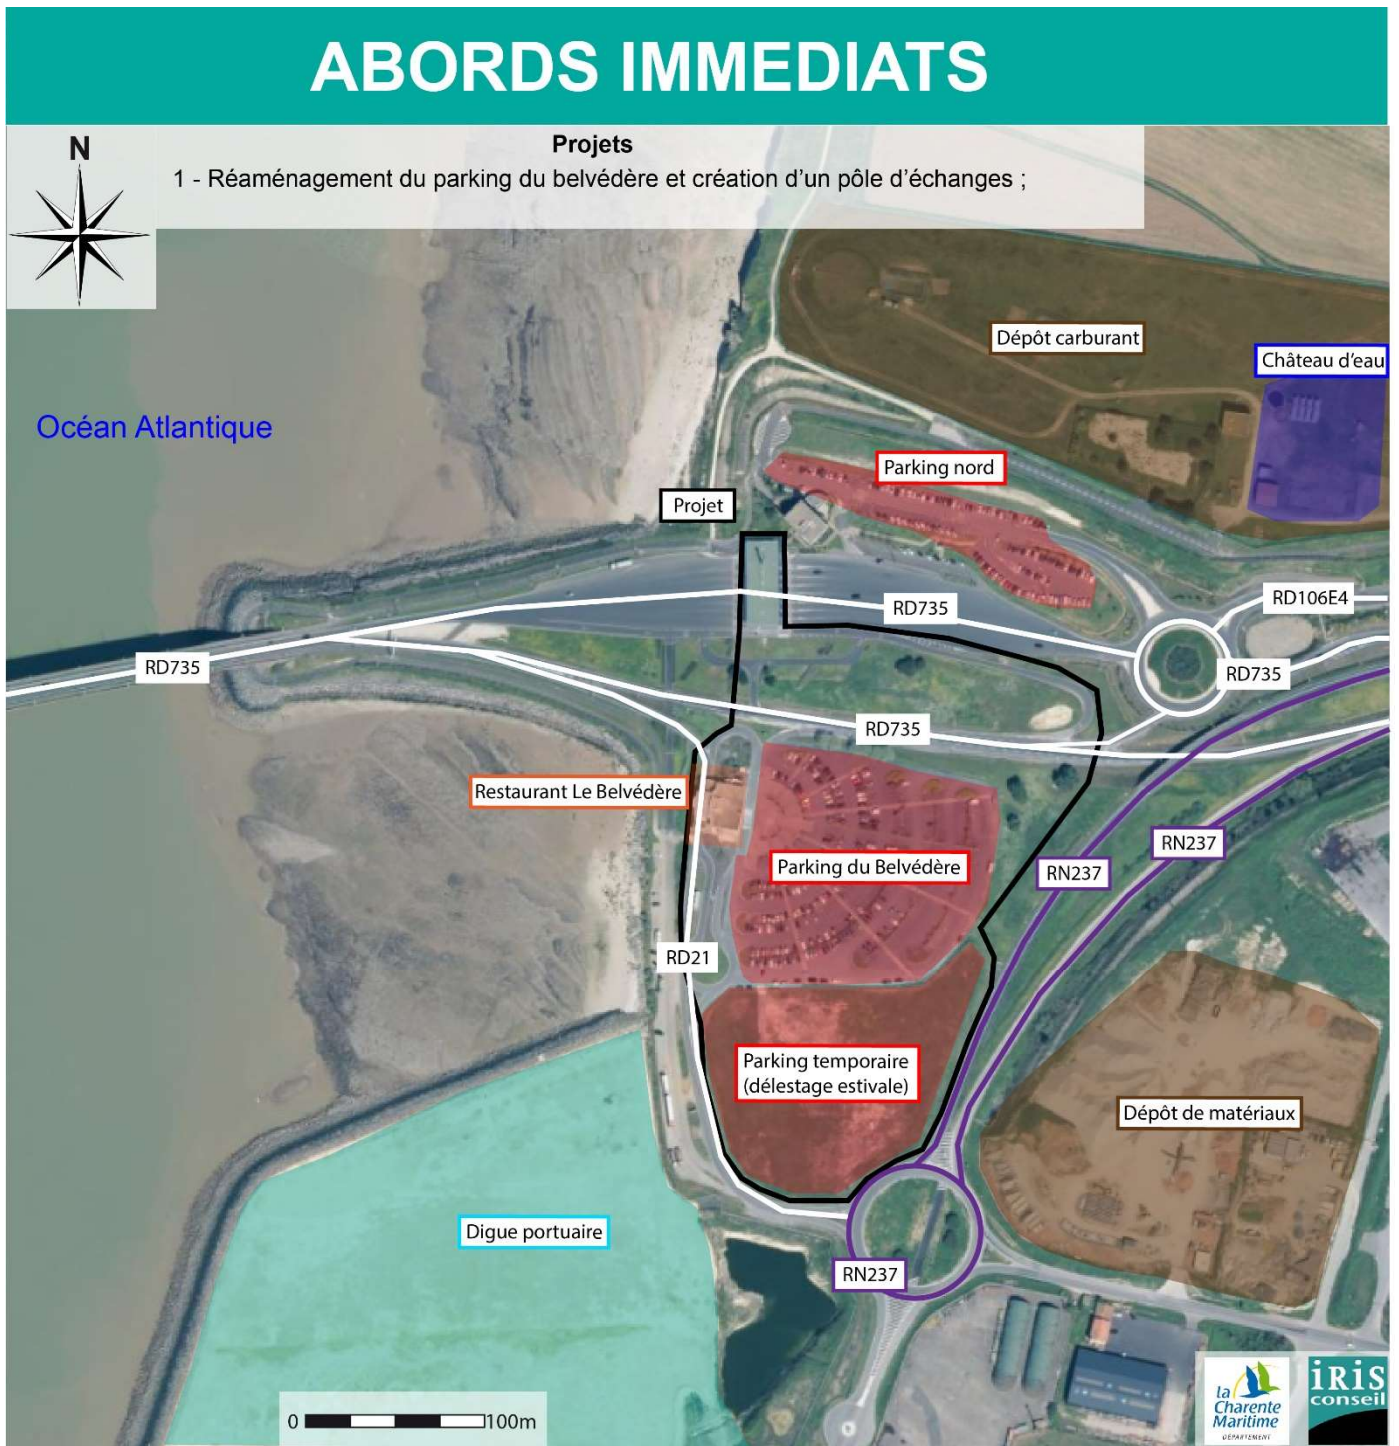 ABORDS IMMEDIATS
N
Projets
1 - Réaménagement du parking du belvédère et création d'un pôle d'échanges ;
Dépôt carburant
Château d'eau
Océan Atlantique
Parking nord
Projet
RD106E4
RD735
RD735
RD735
RD735
Restaurant Le Belvédère
RN237
Parking du Belvédère
RN237
RD21
Parking temporaire
(délestage estivale)
Dépôt de matériaux
Digue portuaire
RN237
0
100m
la
Charente
Maritime
DÉPARTEMENT
iRiS
conseil